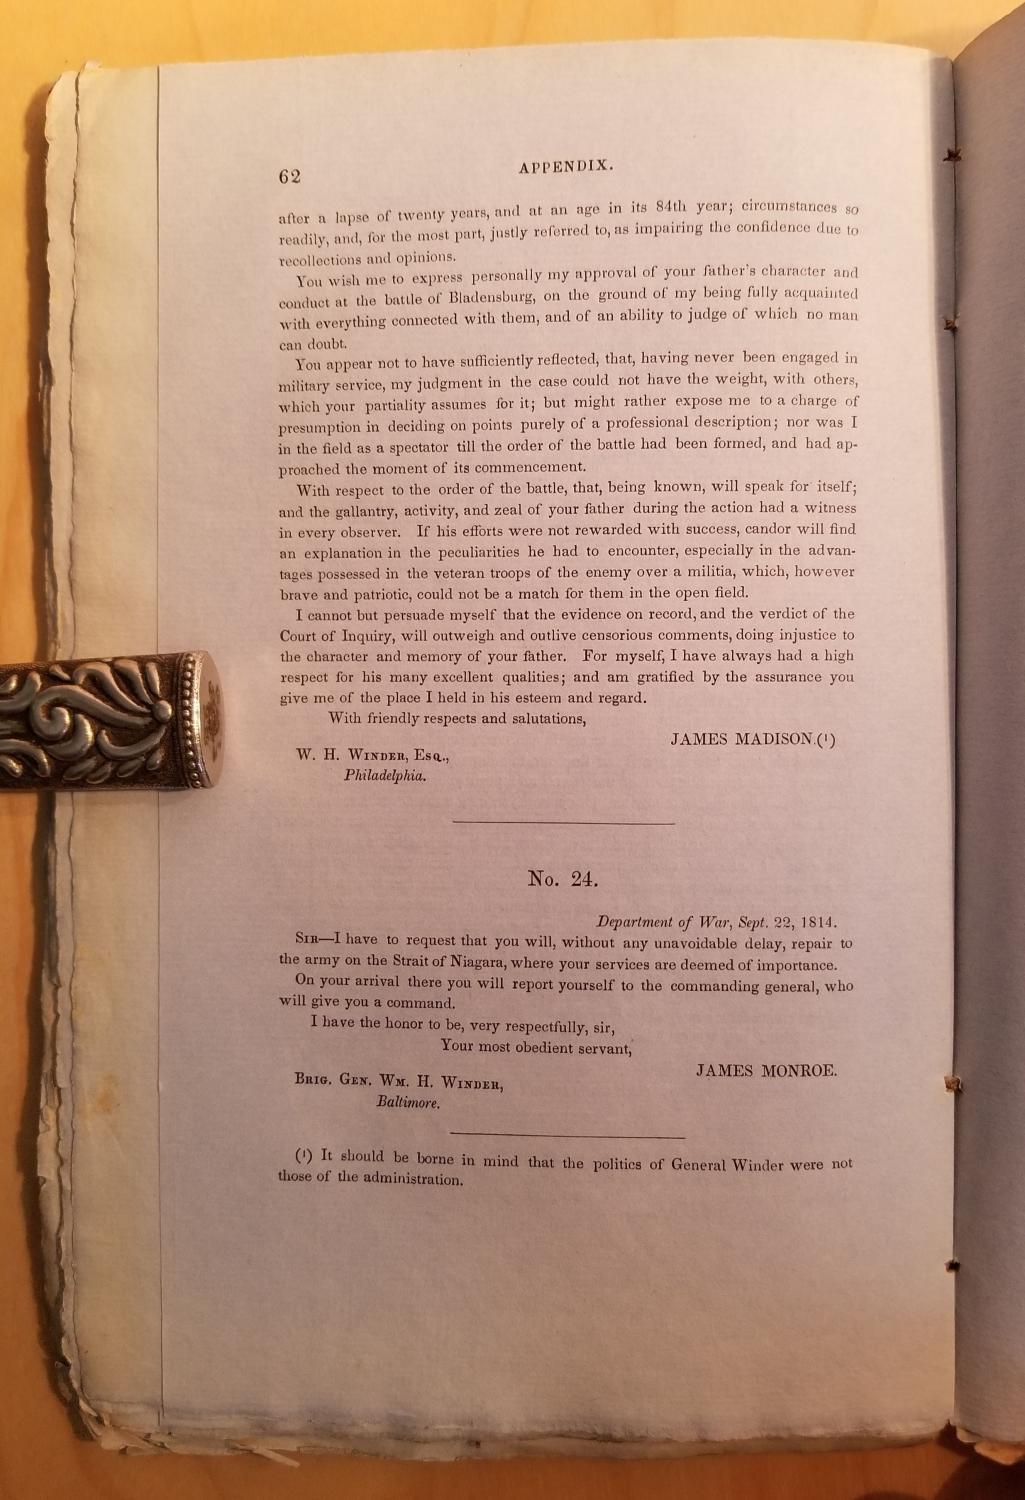 62
APPENDIX.
after a lapse of twenty years, and at an age in its 84th year; circumstances so
readily, and, for the most part, justly referred to, as impairing the confidence due to
recollections and opinions.
You wish me to express personally my approval of your father's character and
conduct at the battle of Bladensburg, on the ground of my being fully acquainted
with everything connected with them, and of an ability to judge of which no man
can doubt.
You appear not to have sufficiently reflected, that, having never been engaged in
military service, my judgment in the case could not have the weight, with others,
which your partiality assumes for it; but might rather expose me to a charge of
presumption in deciding on points purely of a professional description; nor was I
in the field as a spectator till the order of the battle had been formed, and had ap-
proached the moment of its commencement.
With respect to the order of the battle, that, being known, will speak for itself;
and the gallantry, activity, and zeal of your father during the action had a witness
in every observer. If his efforts were not rewarded with success, candor will find
an explanation in the peculiarities he had to encounter, especially in the advan-
tages possessed in the veteran troops of the enemy over a militia, which, however
brave and patriotic, could not be a match for them in the open field.
I cannot but persuade myself that the evidence on record, and the verdict of the
Court of Inquiry, will outweigh and outlive censorious comments, doing injustice to
the character and memory of your father. For myself, I have always had a high
respect for his many excellent qualities; and am gratified by the assurance you
give me of the place I held in his esteem and regard.
With friendly respects and salutations,
JAMES MADISON.(¹)
W. H. WINDER, ESQ.,
Philadelphia.
No. 24.
Department of War, Sept. 22, 1814.
SIR—I have to request that you will, without any unavoidable delay, repair to
the army on the Strait of Niagara, where your services are deemed of importance.
On your arrival there you will report yourself to the commanding general, who
will give you a command.
I have the honor to be, very respectfully, sir,
Your most obedient servant,
JAMES MONROE.
BRIG. GEN. WM. H. WINDER,
Baltimore.
(¹) It should be borne in mind that the politics of General Winder were not
those of the administration.